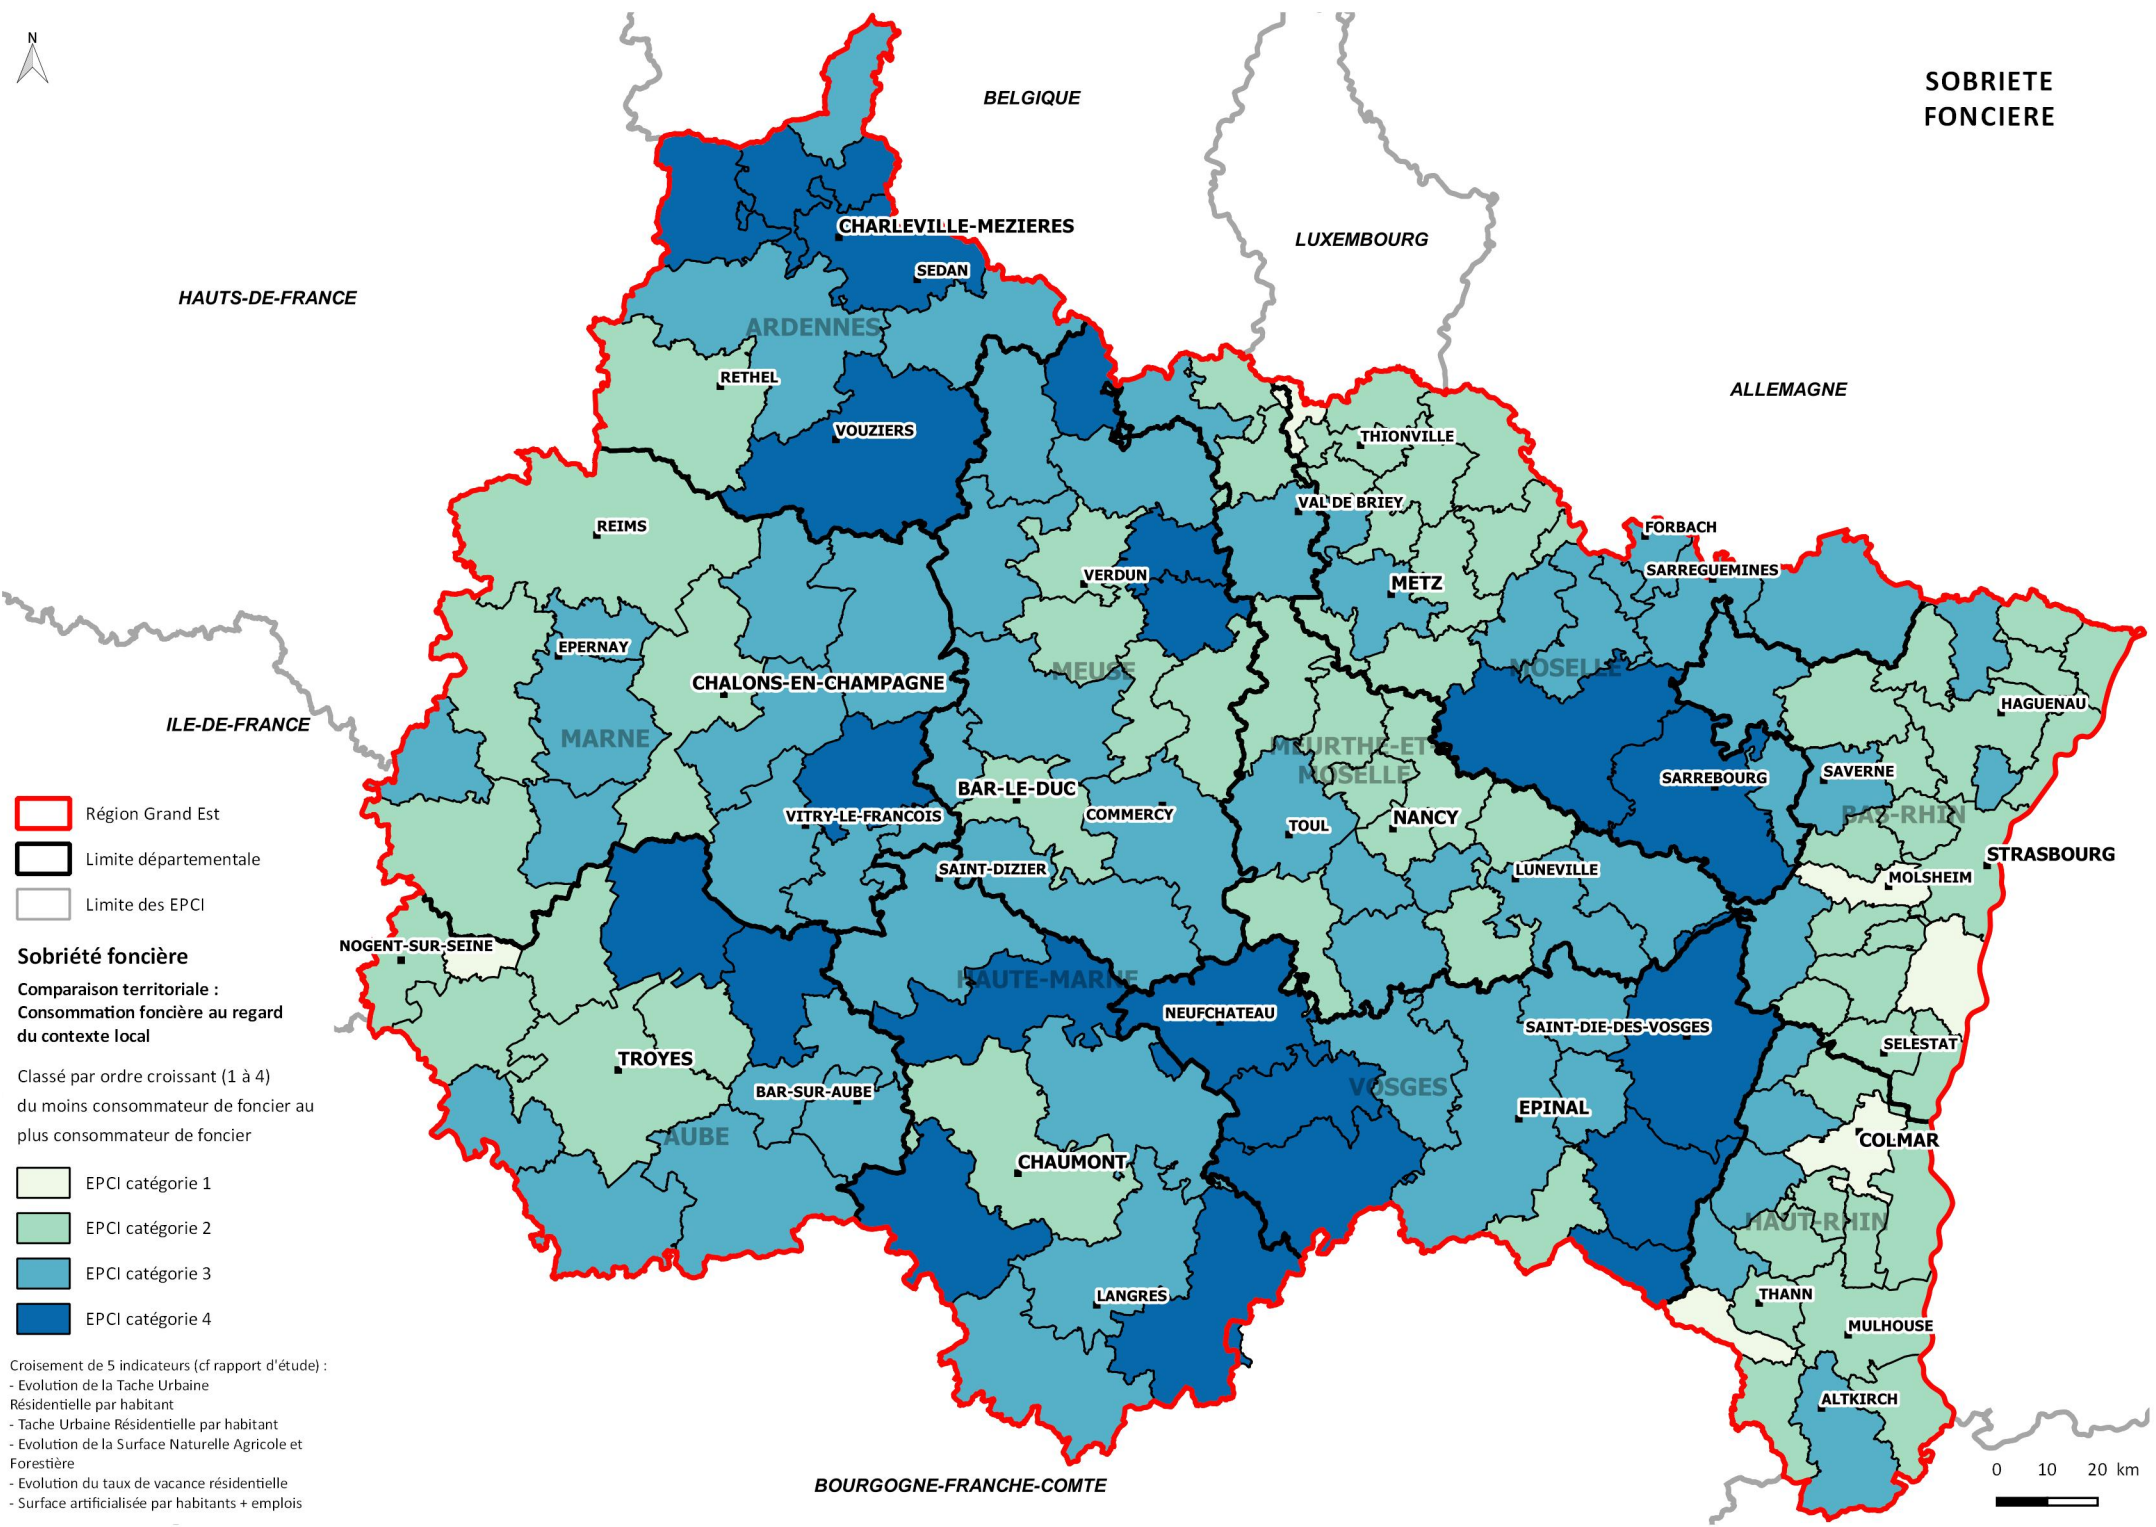 N
SOBRIETE
FONCIERE
BELGIQUE
LUXEMBOURG
HAUTS-DE-FRANCE
ALLEMAGNE
ILE-DE-FRANCE
BOURGOGNE-FRANCHE-COMTE
CHARLEVILLE-MEZIERES
SEDAN
ARDENNES
RETHEL
VOUZIERS
THIONVILLE
VAL DE BRIEY
REIMS
FORBACH
SARREGUEMINES
VERDUN
METZ
EPERNAY
MEUSE
MOSELLE
CHALONS-EN-CHAMPAGNE
HAGUENAU
MARNE
MEURTHE-ET-
MOSELLE
SARREBOURG
SAVERNE
BAR-LE-DUC
COMMERCY
VITRY-LE-FRANCOIS
TOUL
NANCY
BAS-RHIN
STRASBOURG
SAINT-DIZIER
LUNEVILLE
MOLSHEIM
NOGENT-SUR-SEINE
HAUTE-MARNE
NEUFCHATEAU
SAINT-DIE-DES-VOSGES
SELESTAT
TROYES
BAR-SUR-AUBE
VOSGES
EPINAL
AUBE
COLMAR
CHAUMONT
HAUT-RHIN
LANGRES
THANN
MULHOUSE
ALTKIRCH
Région Grand Est
Limite départementale
Limite des EPCI
Sobriété foncière
Comparaison territoriale :
Consommation foncière au regard
du contexte local
Classé par ordre croissant (1 à 4)
du moins consommateur de foncier au
plus consommateur de foncier
EPCI catégorie 1
EPCI catégorie 2
EPCI catégorie 3
EPCI catégorie 4
Croisement de 5 indicateurs (cf rapport d'étude) :
- Evolution de la Tache Urbaine
Résidentielle par habitant
- Tache Urbaine Résidentielle par habitant
- Evolution de la Surface Naturelle Agricole et
Forestière
- Evolution du taux de vacance résidentielle
- Surface artificialisée par habitants + emplois
0 10 20 km